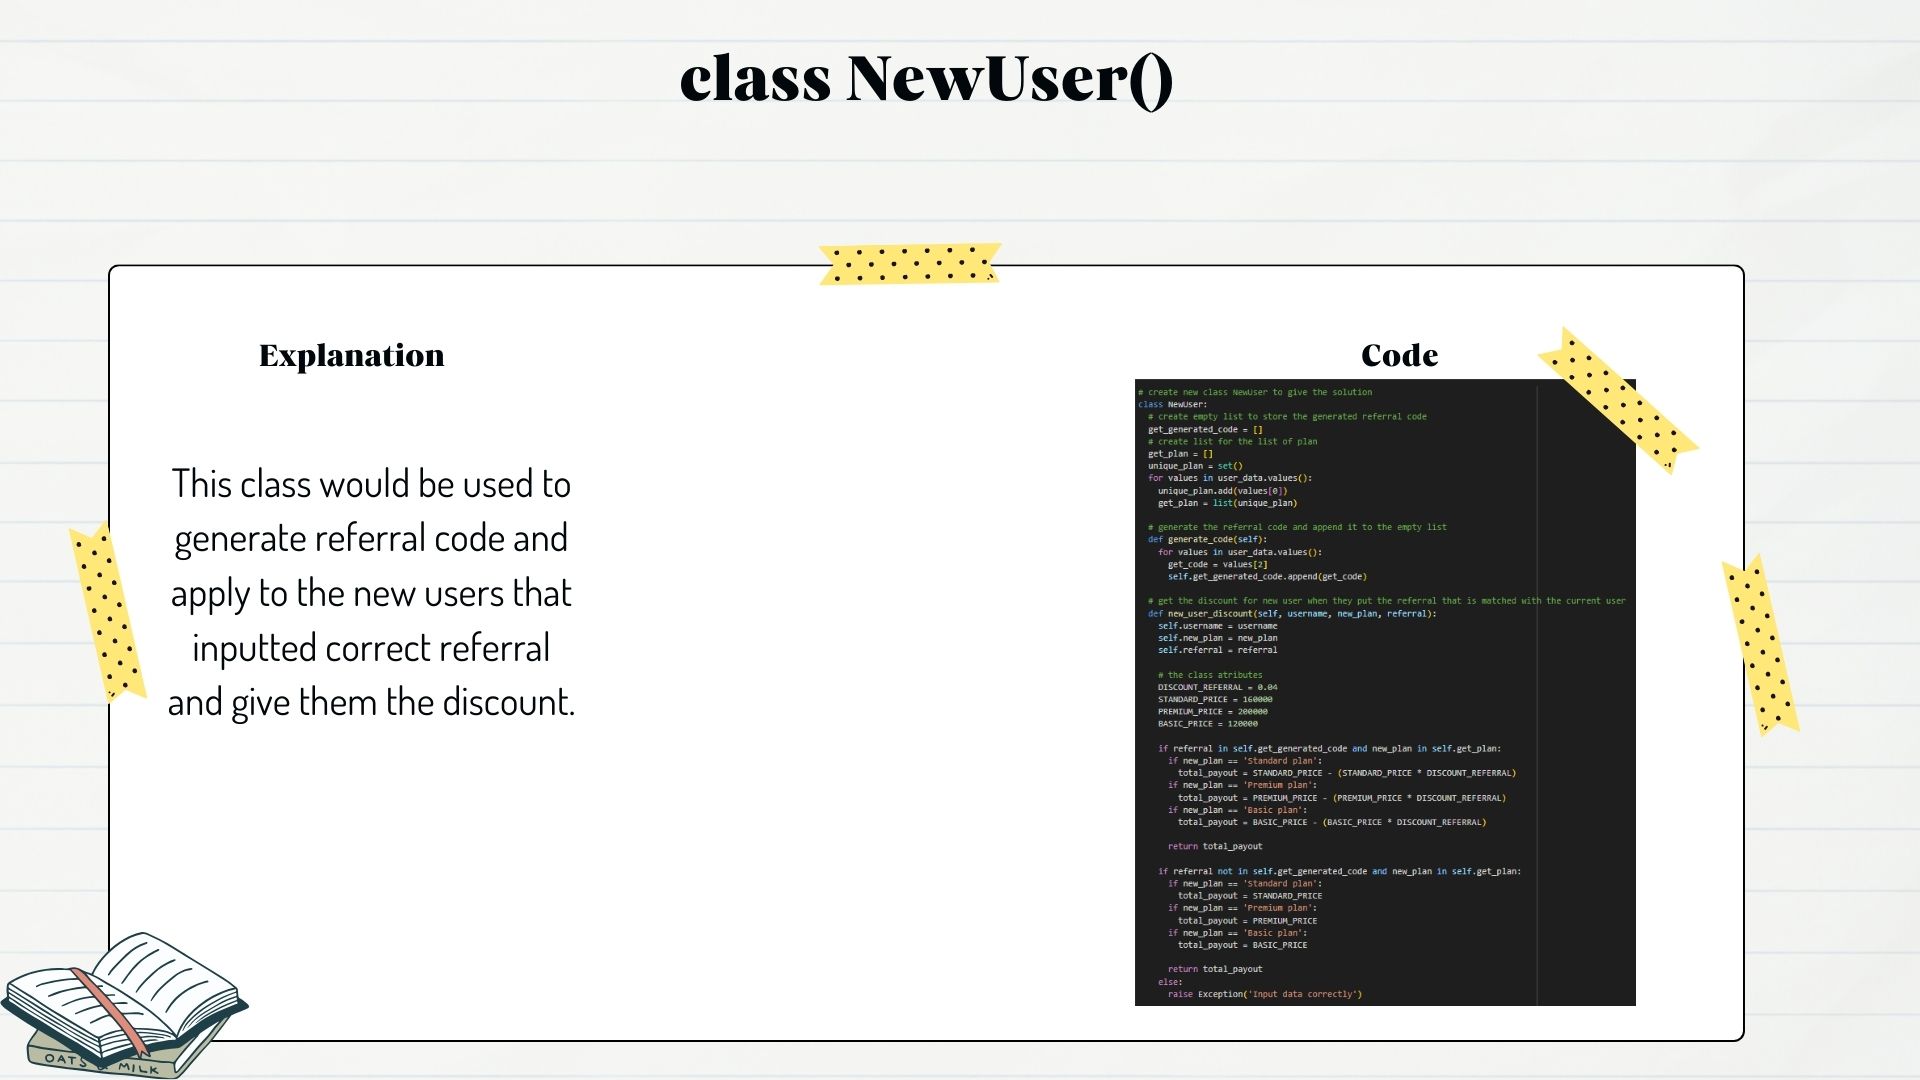 class NewUser()
Explanation
This class would be used to
generate referral code and
apply to the new users that
inputted correct referral
and give them the discount.
Code
# create new class NewUser to give the solution
class NewUser:
# create empty list to store the generated referral code
get_generated_code = []
# create list for the list of plan
get_plan = []
unique_plan = set()
for values in user_data.values():
unique_plan.add(values[0])
get_plan = list(unique_plan)
# generate the referral code and append it to the empty list
def generate_code(self):
for values in user_data.values():
get_code = values[2]
self.get_generated_code.append(get_code)
# get the discount for new user when they put the referral that is matched with the current user
def new_user_discount(self, username, new_plan, referral):
self.username = username
self.new_plan = new_plan
self.referral = referral
# the class atributes
DISCOUNT_REFERRAL = 0.04
STANDARD_PRICE = 160000
PREMIUM_PRICE = 200000
BASIC_PRICE = 120000
if referral in self.get_generated_code and new_plan in self.get_plan:
if new_plan == 'Standard plan':
total_payout = STANDARD_PRICE - (STANDARD_PRICE * DISCOUNT_REFERRAL)
if new_plan == 'Premium plan':
total_payout = PREMIUM_PRICE - (PREMIUM_PRICE * DISCOUNT_REFERRAL)
if new_plan == 'Basic plan':
total_payout = BASIC_PRICE - (BASIC_PRICE * DISCOUNT_REFERRAL)
return total_payout
if referral not in self.get_generated_code and new_plan in self.get_plan:
if new_plan == 'Standard plan':
total_payout = STANDARD_PRICE
if new_plan == 'Premium plan':
total_payout = PREMIUM_PRICE
if new_plan == 'Basic plan':
total_payout = BASIC_PRICE
return total_payout
else:
raise Exception('Input data correctly')
OATS & MILK